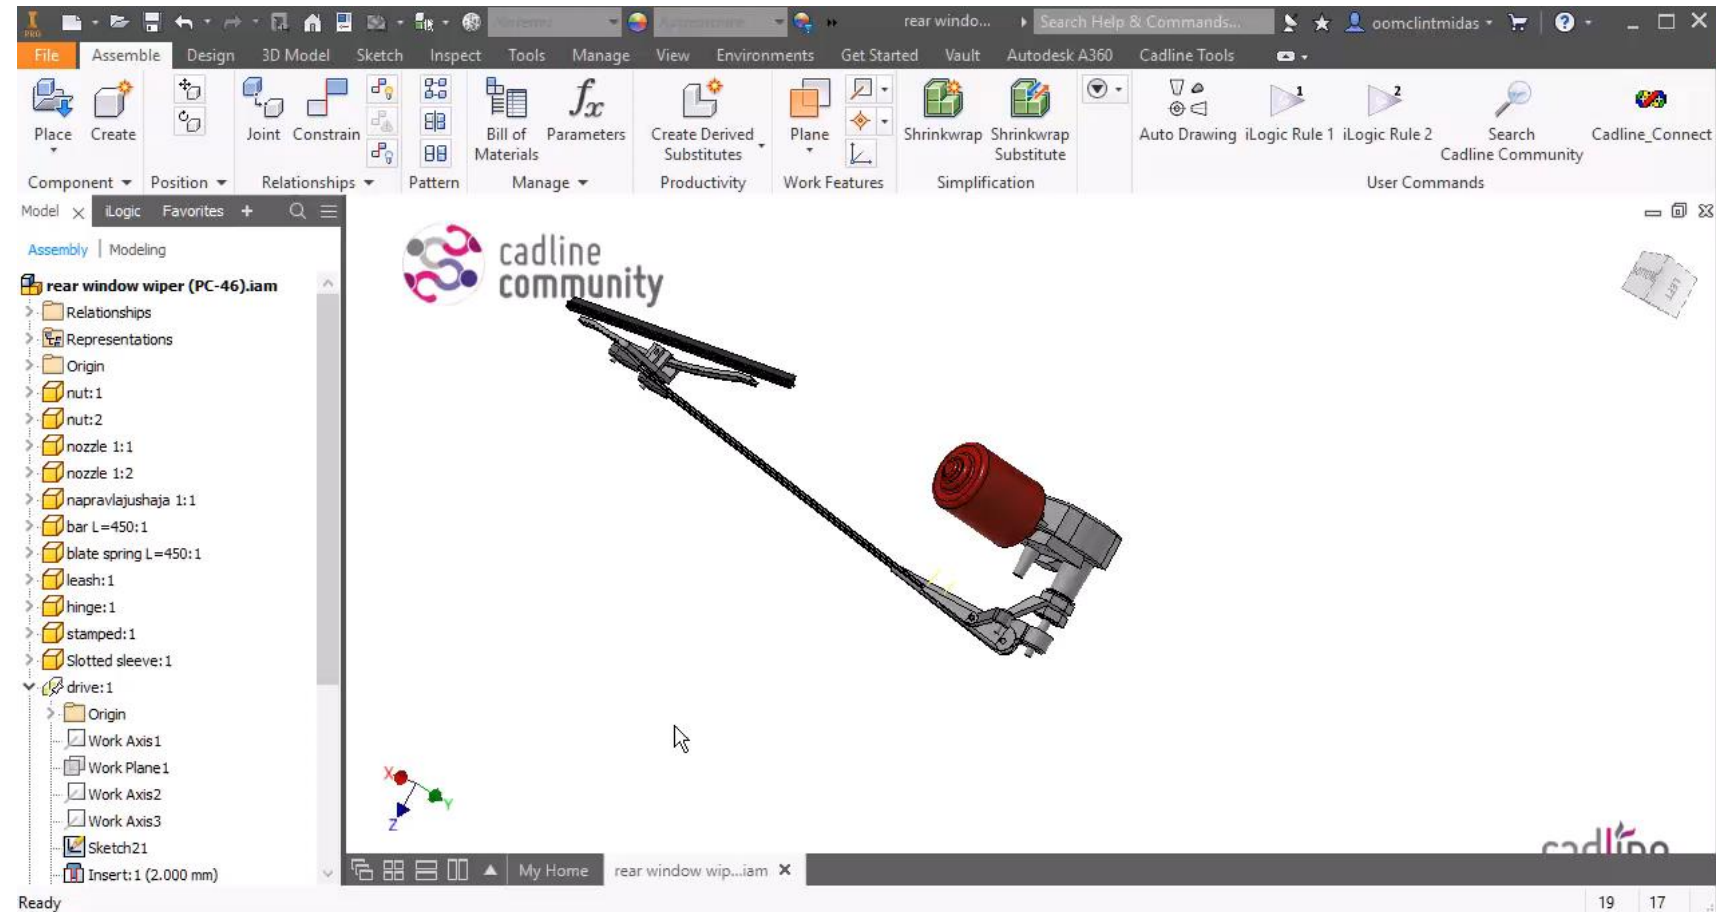 PRO
rear windo...
Search Help & Commands...
oomclintmidas
File Assemble Design 3D Model Sketch Inspect Tools Manage View Environments Get Started Vault Autodesk A360 Cadline Tools
Place Create Joint Constrain Bill of Materials Parameters Create Derived Substitutes Plane Shrinkwrap Shrinkwrap Substitute Auto Drawing iLogic Rule 1 iLogic Rule 2 Search Cadline Community Cadline_Connect
Component Position Relationships Pattern Manage Productivity Work Features Simplification User Commands
Model iLogic Favorites +
Assembly | Modeling
rear window wiper (PC-46).iam
Relationships
Representations
Origin
nut:1
nut:2
nozzle 1:1
nozzle 1:2
napravlajushaja 1:1
bar L=450:1
blate spring L=450:1
leash:1
hinge:1
stamped:1
Slotted sleeve:1
drive:1
Origin
Work Axis1
Work Plane1
Work Axis2
Work Axis3
Sketch21
Insert:1 (2.000 mm)
cadline
community
LEFT
X
Y
Z
cadline
My Home
rear window wip...iam
Ready
19 17